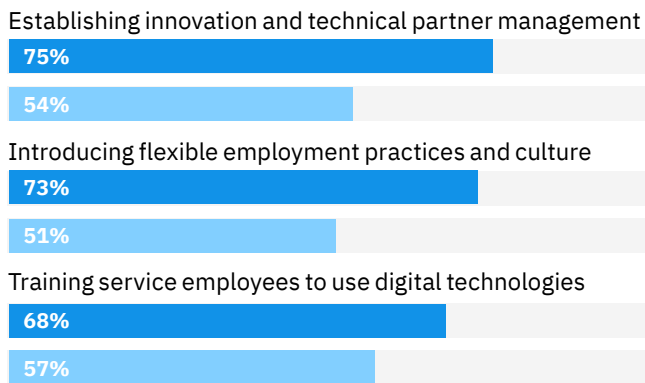 Establishing innovation and technical partner management
75%
54%
Introducing flexible employment practices and culture
73%
51%
Training service employees to use digital technologies
68%
57%